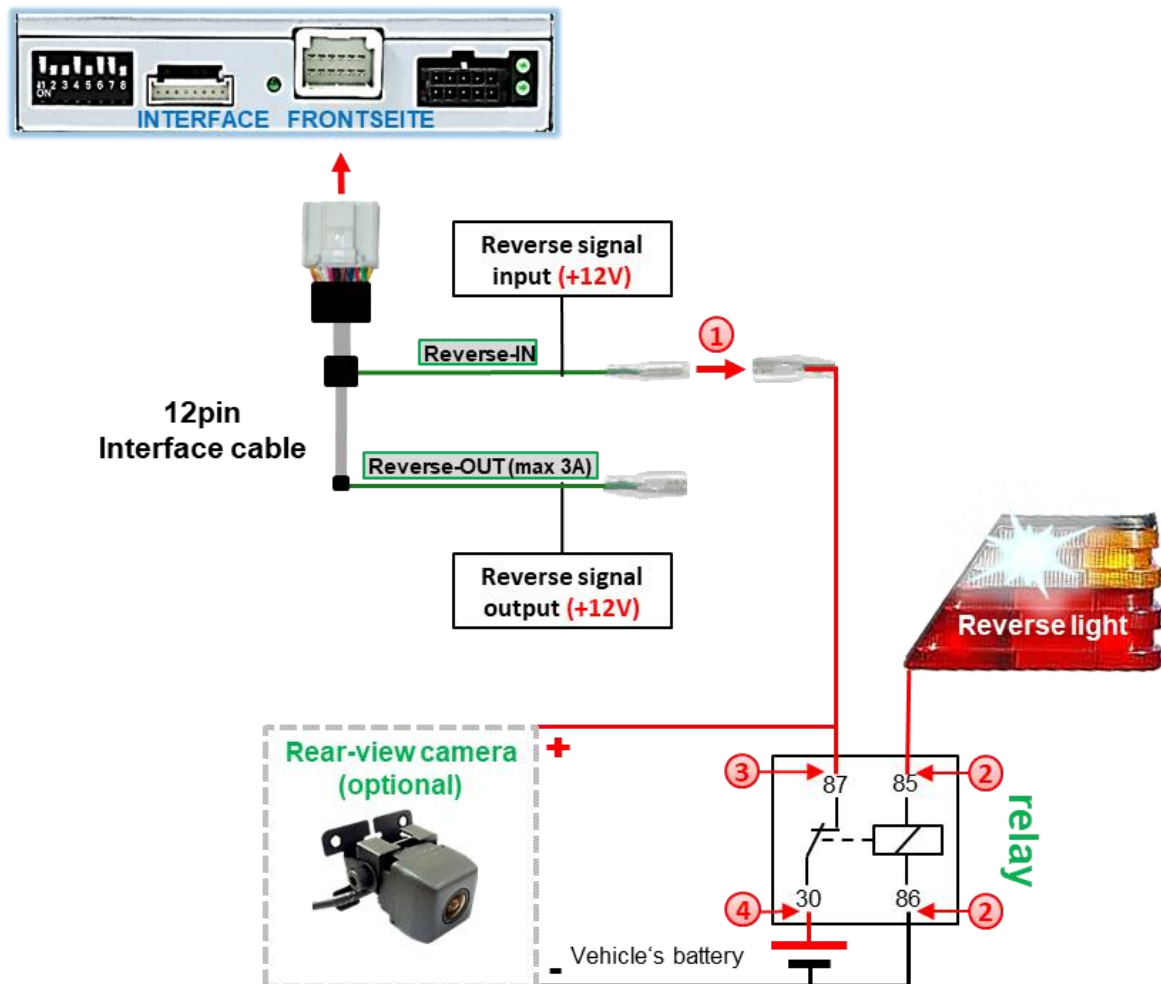 1 2 3 4 5 6 7 8
ON
INTERFACE FRONTSEITE
Reverse signal
input (+12V)
1
Reverse-IN
12pin
Interface cable
Reverse-OUT (max 3A)
Reverse signal
output (+12V)
Reverse light
Rear-view camera
(optional)
+
3
87
85
2
relay
4
30
86
2
-
Vehicle‘s battery